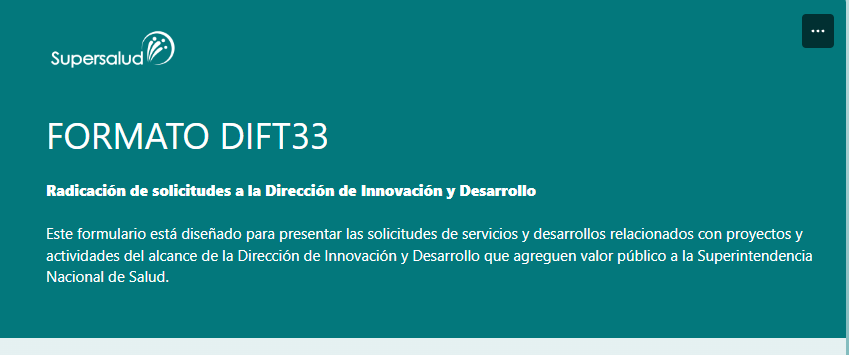 Supersalud
FORMATO DIFT33
Radicación de solicitudes a la Dirección de Innovación y Desarrollo
Este formulario está diseñado para presentar las solicitudes de servicios y desarrollos relacionados con proyectos y
actividades del alcance de la Dirección de Innovación y Desarrollo que agreguen valor público a la Superintendencia
Nacional de Salud.